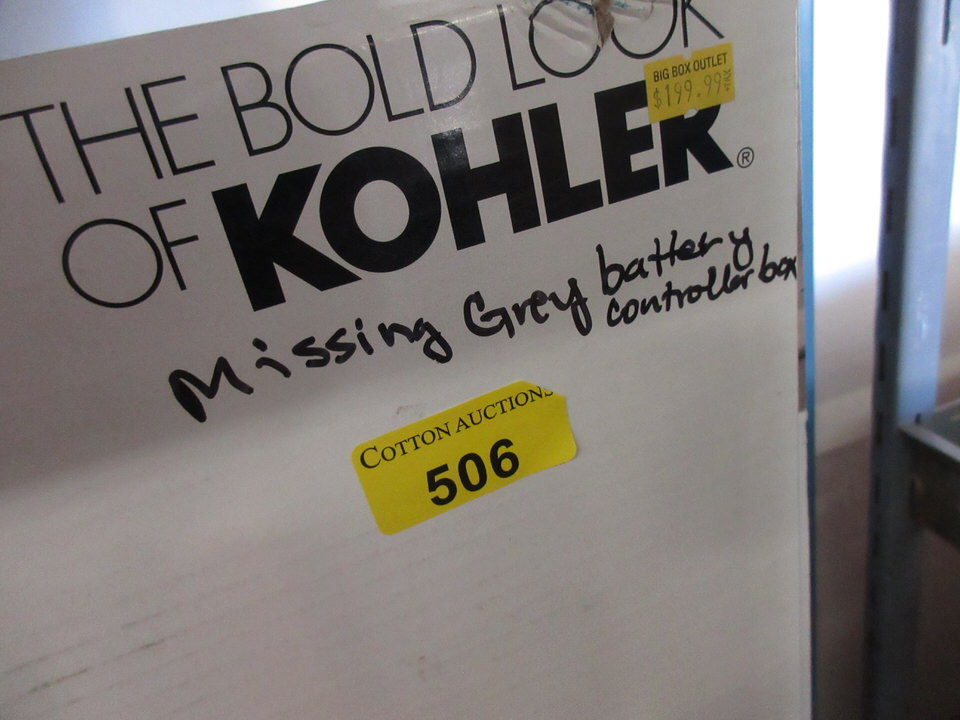 THE BOLD LOOK
OF KOHLER®
BIG BOX OUTLET
$199.99
Missing Grey battery
controller box
COTTON AUCTIONS
506